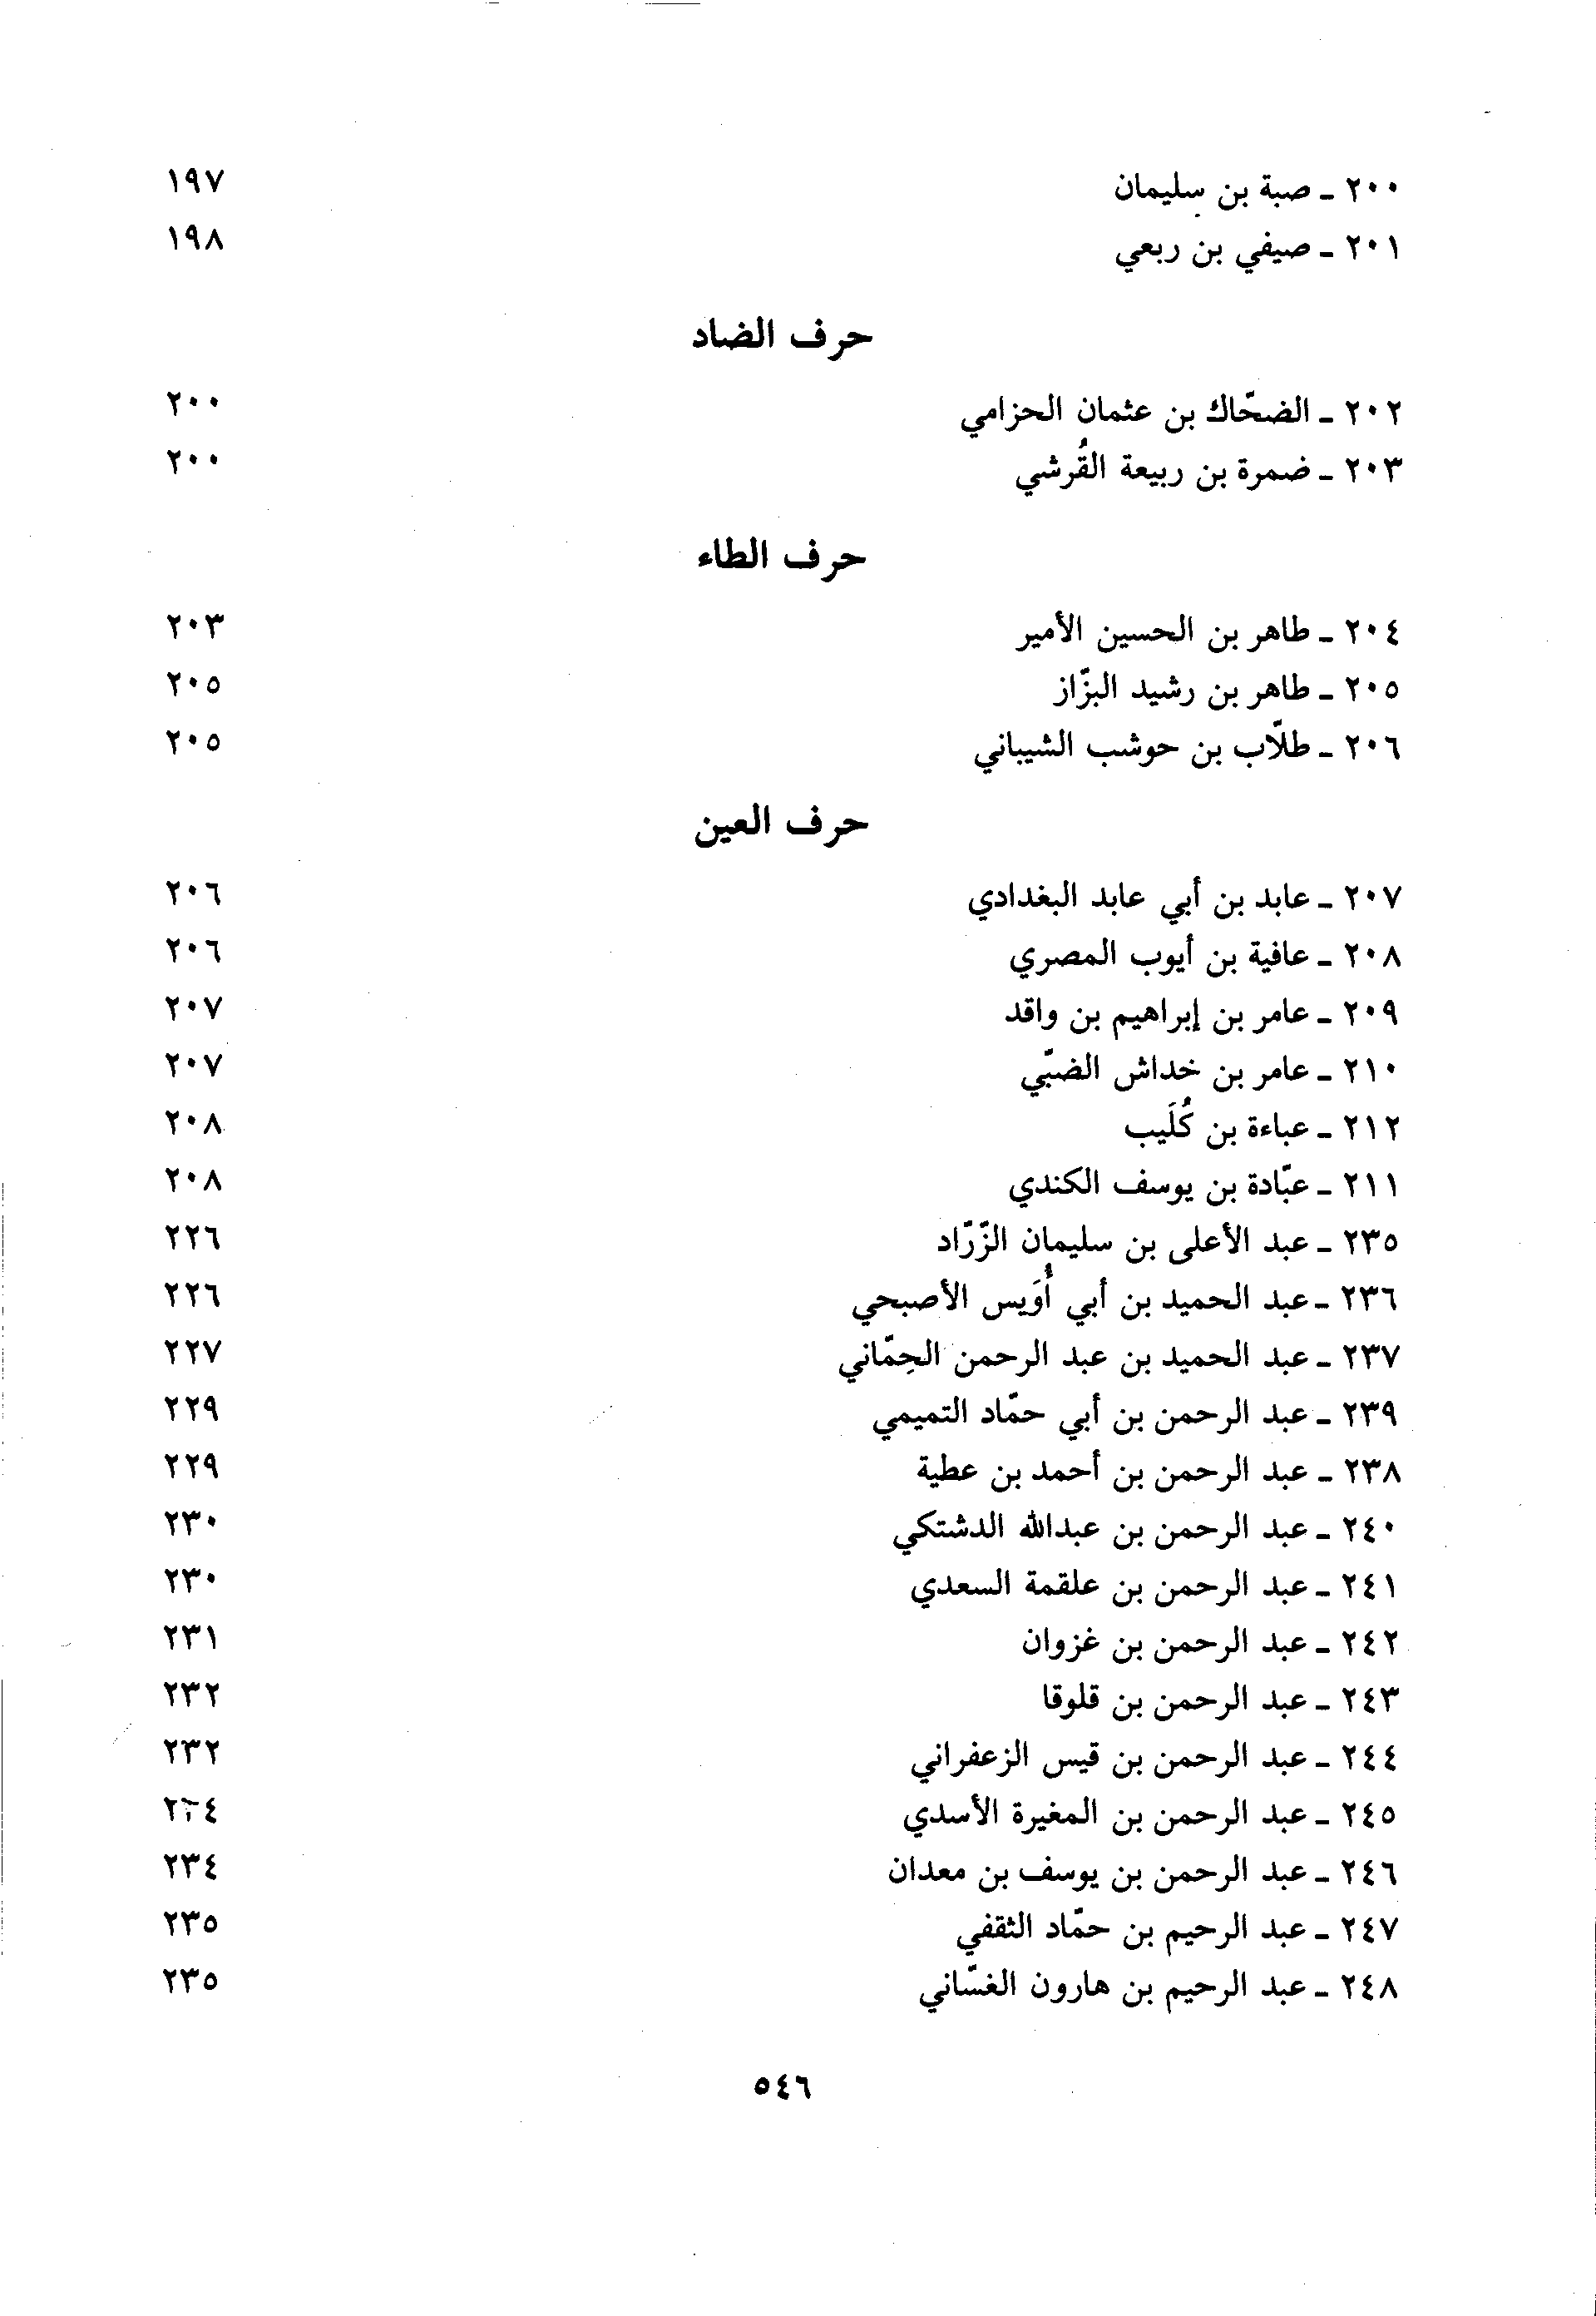 ٢٠٠ - صبة بن سليمان ١٩٧
٢٠١ - صيفي بن ربعي ١٩٨
حرف الضاد
٢٠٢ - الضحّاك بن عثمان الحزامي ٢٠٠
٢٠٣ - ضمرة بن ربيعة القُرشي ٢٠٠
حرف الطاء
٢٠٤ - طاهر بن الحسين الأمير ٢٠٣
٢٠٥ - طاهر بن رشيد البزّاز ٢٠٥
٢٠٦ - طلّاب بن حوشب الشيباني ٢٠٥
حرف العين
٢٠٧ - عابد بن أبي عابد البغدادي ٢٠٦
٢٠٨ - عافية بن أيوب المصري ٢٠٦
٢٠٩ - عامر بن إبراهيم بن واقد ٢٠٧
٢١٠ - عامر بن خداش الضبّي ٢٠٧
٢١٢ - عباءة بن كُلَيب ٢٠٨
٢١١ - عبّادة بن يوسف الكندي ٢٠٨
٢٣٥ - عبد الأعلى بن سليمان الزّرّاد ٢٢٦
٢٣٦ - عبد الحميد بن أبي أُوَيس الأصبحي ٢٢٦
٢٣٧ - عبد الحميد بن عبد الرحمن الحِمّاني ٢٢٧
٢٣٩ - عبد الرحمن بن أبي حمّاد التميمي ٢٢٩
٢٣٨ - عبد الرحمن بن أحمد بن عطية ٢٢٩
٢٤٠ - عبد الرحمن بن عبدالله الدشتكي ٢٣٠
٢٤١ - عبد الرحمن بن علقمة السعدي ٢٣٠
٢٤٢ - عبد الرحمن بن غزوان ٢٣١
٢٤٣ - عبد الرحمن بن قلوقا ٢٣٢
٢٤٤ - عبد الرحمن بن قيس الزعفراني ٢٣٢
٢٤٥ - عبد الرحمن بن المغيرة الأسدي ٢٣٤
٢٤٦ - عبد الرحمن بن يوسف بن معدان ٢٣٤
٢٤٧ - عبد الرحيم بن حمّاد الثقفي ٢٣٥
٢٤٨ - عبد الرحيم بن هارون الغسّاني ٢٣٥
٥٤٦